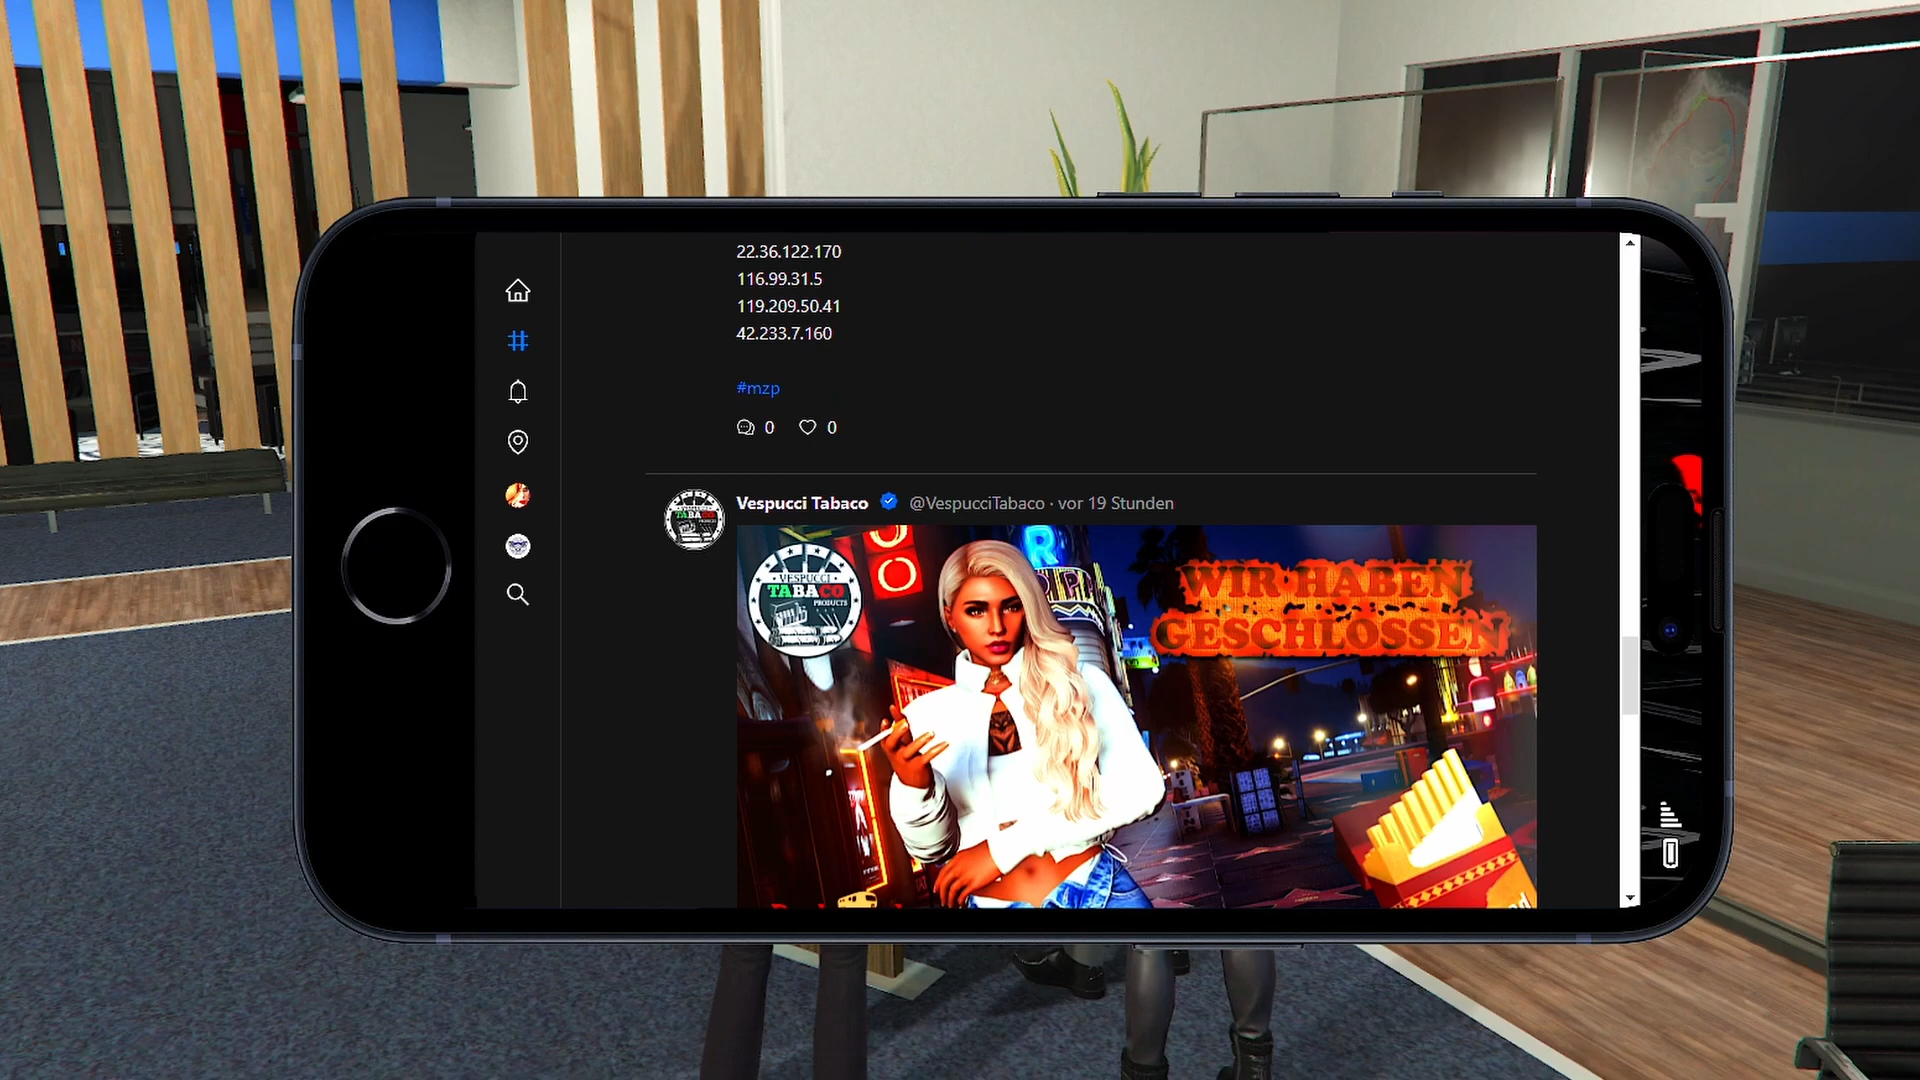 22.36.122.170
116.99.31.5
119.209.50.41
42.233.7.160
#mzp
0 0
Vespucci Tabaco @VespucciTabaco · vor 19 Stunden
VESPUCCI
TABACO
PRODUCTS
WIR HABEN
GESCHLOSSEN